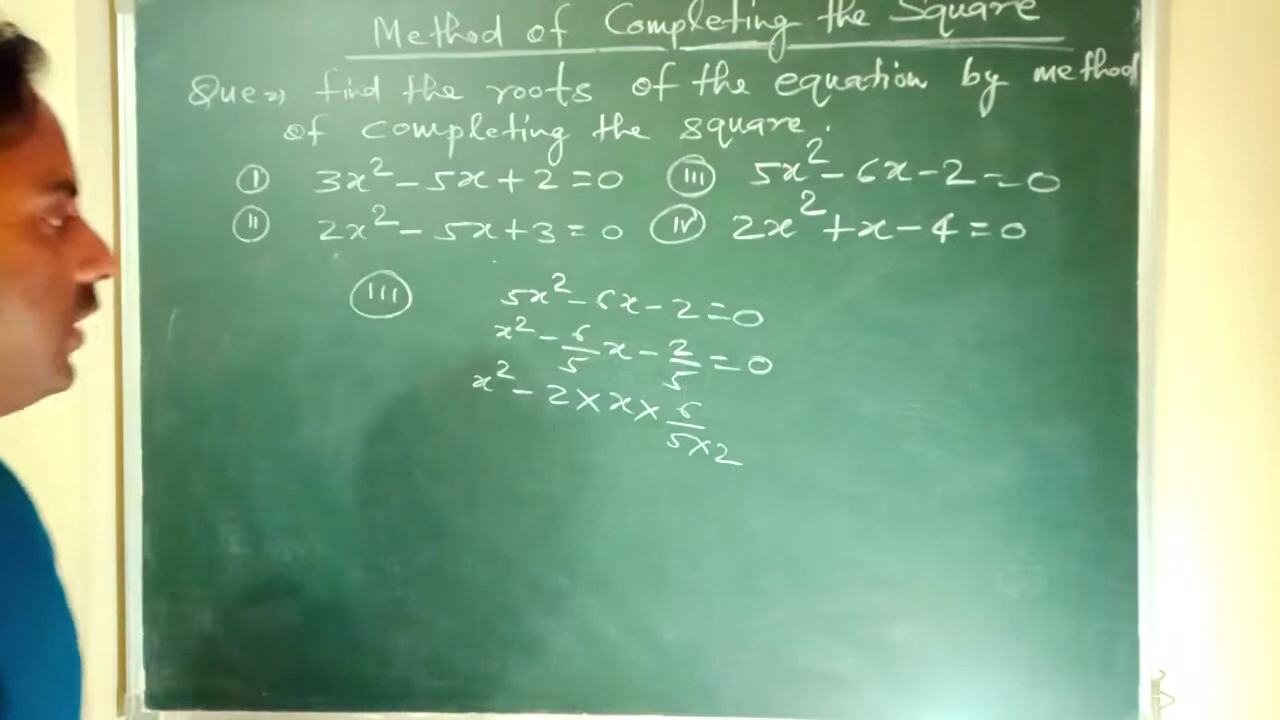 Method of Completing the Square
Que⇒ find the roots of the equation by method
of completing the square.
(I) 3x² - 5x + 2 = 0 (III) 5x² - 6x - 2 = 0
(II) 2x² - 5x + 3 = 0 (IV) 2x² + x - 4 = 0
(III) 5x² - 6x - 2 = 0
x² - 6/5 x - 2/5 = 0
x² - 2 × x × 6/5×2